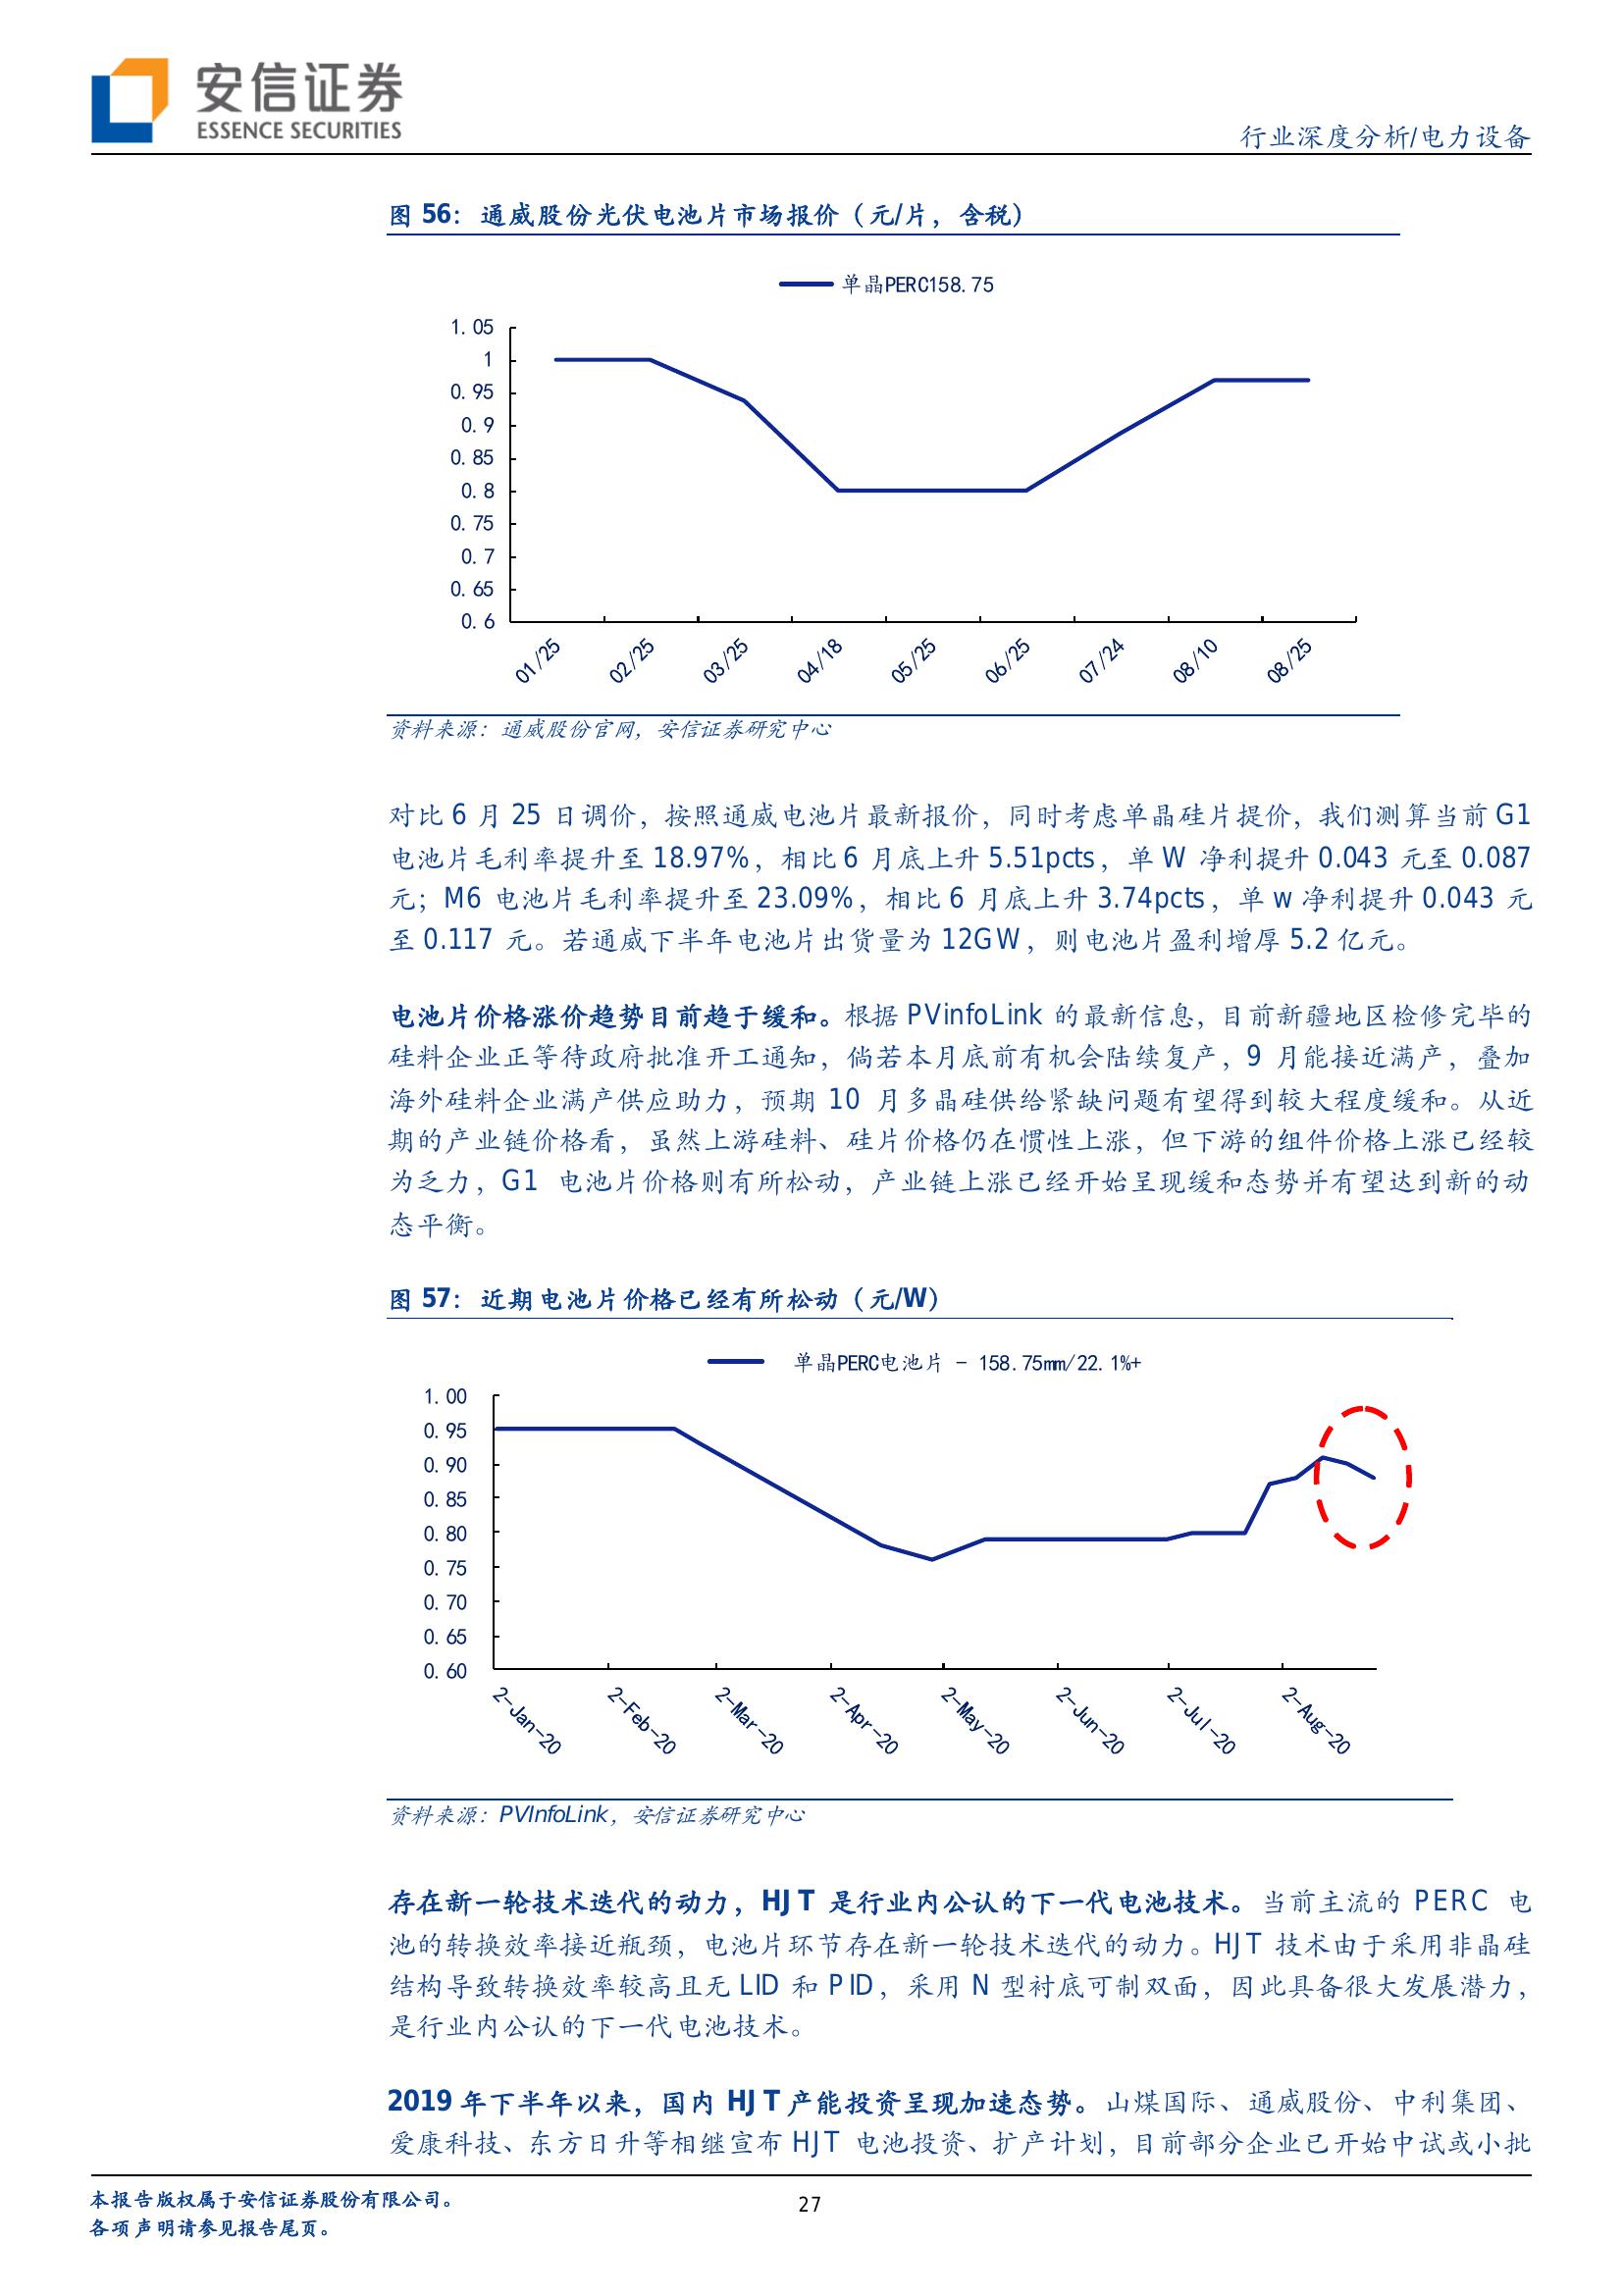 安信证券
ESSENCE SECURITIES
行业深度分析/电力设备
图 56：通威股份光伏电池片市场报价（元/片，含税）
单晶PERC158.75
1.05
1
0.95
0.9
0.85
0.8
0.75
0.7
0.65
0.6
01/25
02/25
03/25
04/18
05/25
06/25
07/24
08/10
08/25
资料来源：通威股份官网，安信证券研究中心
对比 6 月 25 日调价，按照通威电池片最新报价，同时考虑单晶硅片提价，我们测算当前 G1
电池片毛利率提升至 18.97%，相比 6 月底上升 5.51pcts，单 W 净利提升 0.043 元至 0.087
元；M6 电池片毛利率提升至 23.09%，相比 6 月底上升 3.74pcts，单 w 净利提升 0.043 元
至 0.117 元。若通威下半年电池片出货量为 12GW，则电池片盈利增厚 5.2 亿元。
电池片价格涨价趋势目前趋于缓和。根据 PVinfoLink 的最新信息，目前新疆地区检修完毕的
硅料企业正等待政府批准开工通知，倘若本月底前有机会陆续复产，9 月能接近满产，叠加
海外硅料企业满产供应助力，预期 10 月多晶硅供给紧缺问题有望得到较大程度缓和。从近
期的产业链价格看，虽然上游硅料、硅片价格仍在惯性上涨，但下游的组件价格上涨已经较
为乏力，G1 电池片价格则有所松动，产业链上涨已经开始呈现缓和态势并有望达到新的动
态平衡。
图 57：近期电池片价格已经有所松动（元/W）
单晶PERC电池片 - 158.75mm/22.1%+
1.00
0.95
0.90
0.85
0.80
0.75
0.70
0.65
0.60
2-Jan-20
2-Feb-20
2-Mar-20
2-Apr-20
2-May-20
2-Jun-20
2-Jul-20
2-Aug-20
资料来源：PVInfoLink，安信证券研究中心
存在新一轮技术迭代的动力，HJT 是行业内公认的下一代电池技术。当前主流的 PERC 电
池的转换效率接近瓶颈，电池片环节存在新一轮技术迭代的动力。HJT 技术由于采用非晶硅
结构导致转换效率较高且无 LID 和 PID，采用 N 型衬底可制双面，因此具备很大发展潜力，
是行业内公认的下一代电池技术。
2019 年下半年以来，国内 HJT 产能投资呈现加速态势。山煤国际、通威股份、中利集团、
爱康科技、东方日升等相继宣布 HJT 电池投资、扩产计划，目前部分企业已开始中试或小批
本报告版权属于安信证券股份有限公司。
27
各项声明请参见报告尾页。